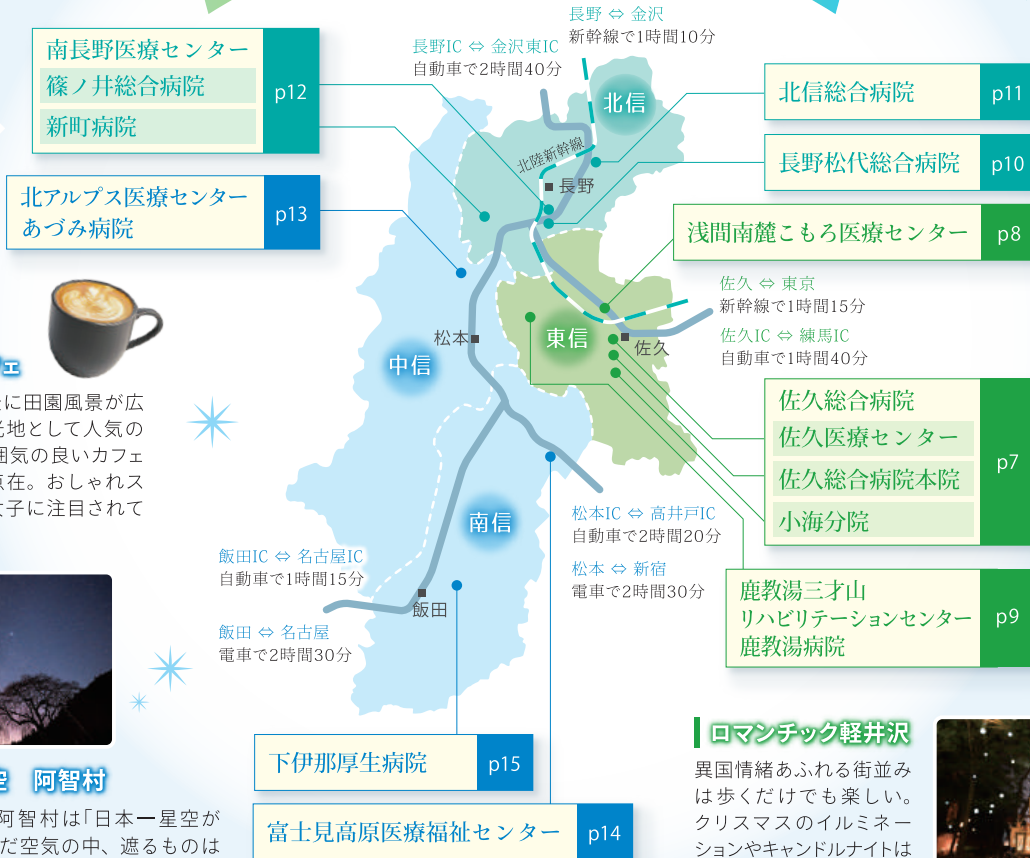 長野 ⇔ 金沢
新幹線で1時間10分
長野IC ⇔ 金沢東IC
自動車で2時間40分
南長野医療センター
篠ノ井総合病院
新町病院
p12
北アルプス医療センター
あづみ病院
p13
北信
北陸新幹線
長野
北信総合病院
p11
長野松代総合病院
p10
浅間南麓こもろ医療センター
p8
佐久 ⇔ 東京
新幹線で1時間15分
佐久IC ⇔ 練馬IC
自動車で1時間40分
東信
佐久
松本
中信
佐久総合病院
佐久医療センター
佐久総合病院本院
小海分院
p7
ェ
に田園風景が広
地として人気の
囲気の良いカフェ
点在。おしゃれス
女子に注目されて
南信
松本IC ⇔ 高井戸IC
自動車で2時間20分
松本 ⇔ 新宿
電車で2時間30分
飯田IC ⇔ 名古屋IC
自動車で1時間15分
飯田
飯田 ⇔ 名古屋
電車で2時間30分
鹿教湯三才山
リハビリテーションセンター
鹿教湯病院
p9
下伊那厚生病院
p15
富士見高原医療福祉センター
p14
空 阿智村
阿智村は「日本一星空が
だ空気の中、遮るものは
ロマンチック軽井沢
異国情緒あふれる街並み
は歩くだけでも楽しい。
クリスマスのイルミネー
ションやキャンドルナイトは